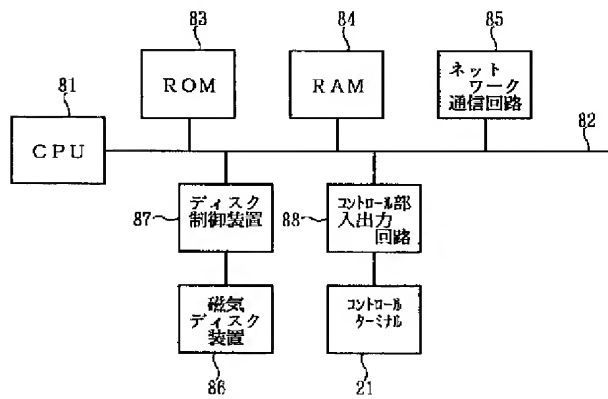 83
84
85
ROM
RAM
ネット
ワーク
通信回路
81
82
CPU
87
ディスク
制御装置
88
コントロール部
入出力
回路
磁気
ディスク
装置
コントロール
ターミナル
86
21